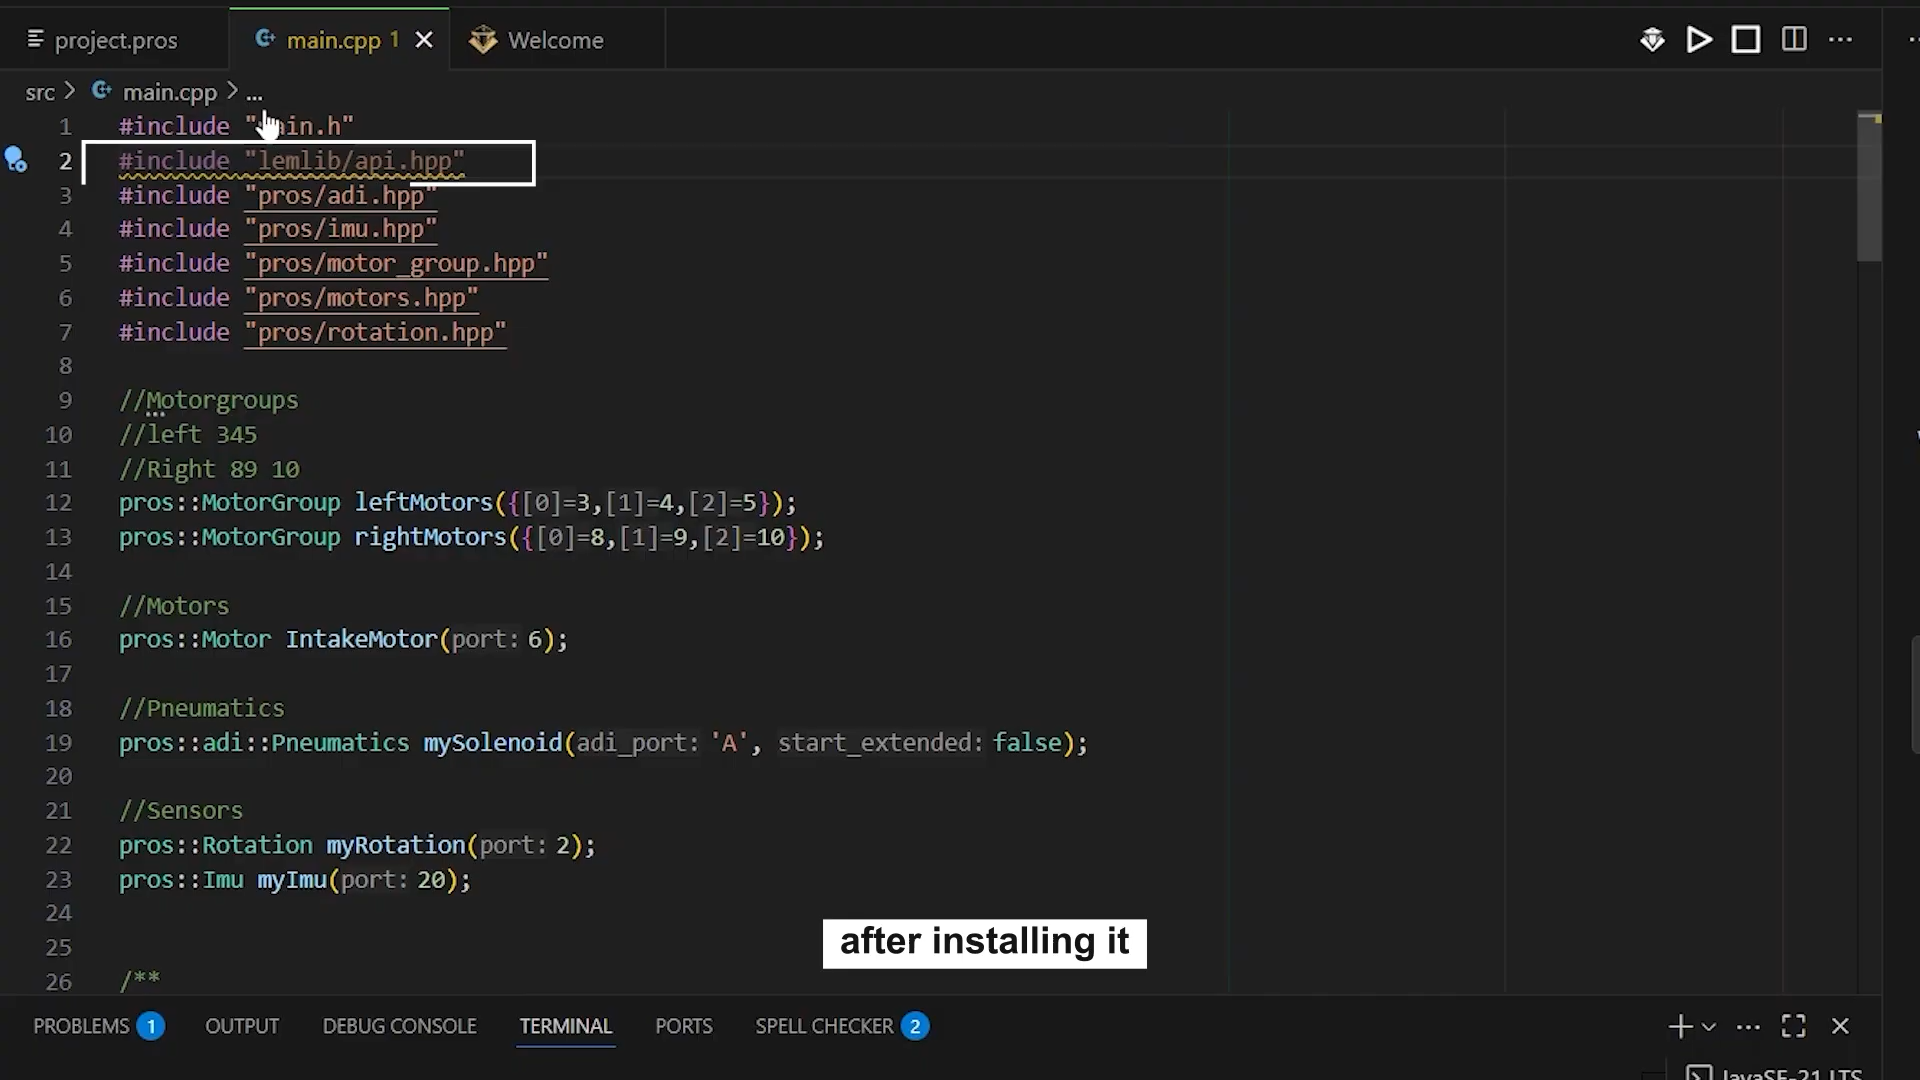 project.pros
main.cpp 1
Welcome
src > main.cpp > ...
1 #include "main.h"
2 #include "lemlib/api.hpp"
3 #include "pros/adi.hpp"
4 #include "pros/imu.hpp"
5 #include "pros/motor_group.hpp"
6 #include "pros/motors.hpp"
7 #include "pros/rotation.hpp"
8
9 //Motorgroups
10 //left 345
11 //Right 89 10
12 pros::MotorGroup leftMotors({[0]=3,[1]=4,[2]=5});
13 pros::MotorGroup rightMotors({[0]=8,[1]=9,[2]=10});
14
15 //Motors
16 pros::Motor IntakeMotor(port: 6);
17
18 //Pneumatics
19 pros::adi::Pneumatics mySolenoid(adi_port: 'A', start_extended: false);
20
21 //Sensors
22 pros::Rotation myRotation(port: 2);
23 pros::Imu myImu(port: 20);
24
25
26 /**
after installing it
PROBLEMS 1 OUTPUT DEBUG CONSOLE TERMINAL PORTS SPELL CHECKER 2
JavaSE-21 LTS